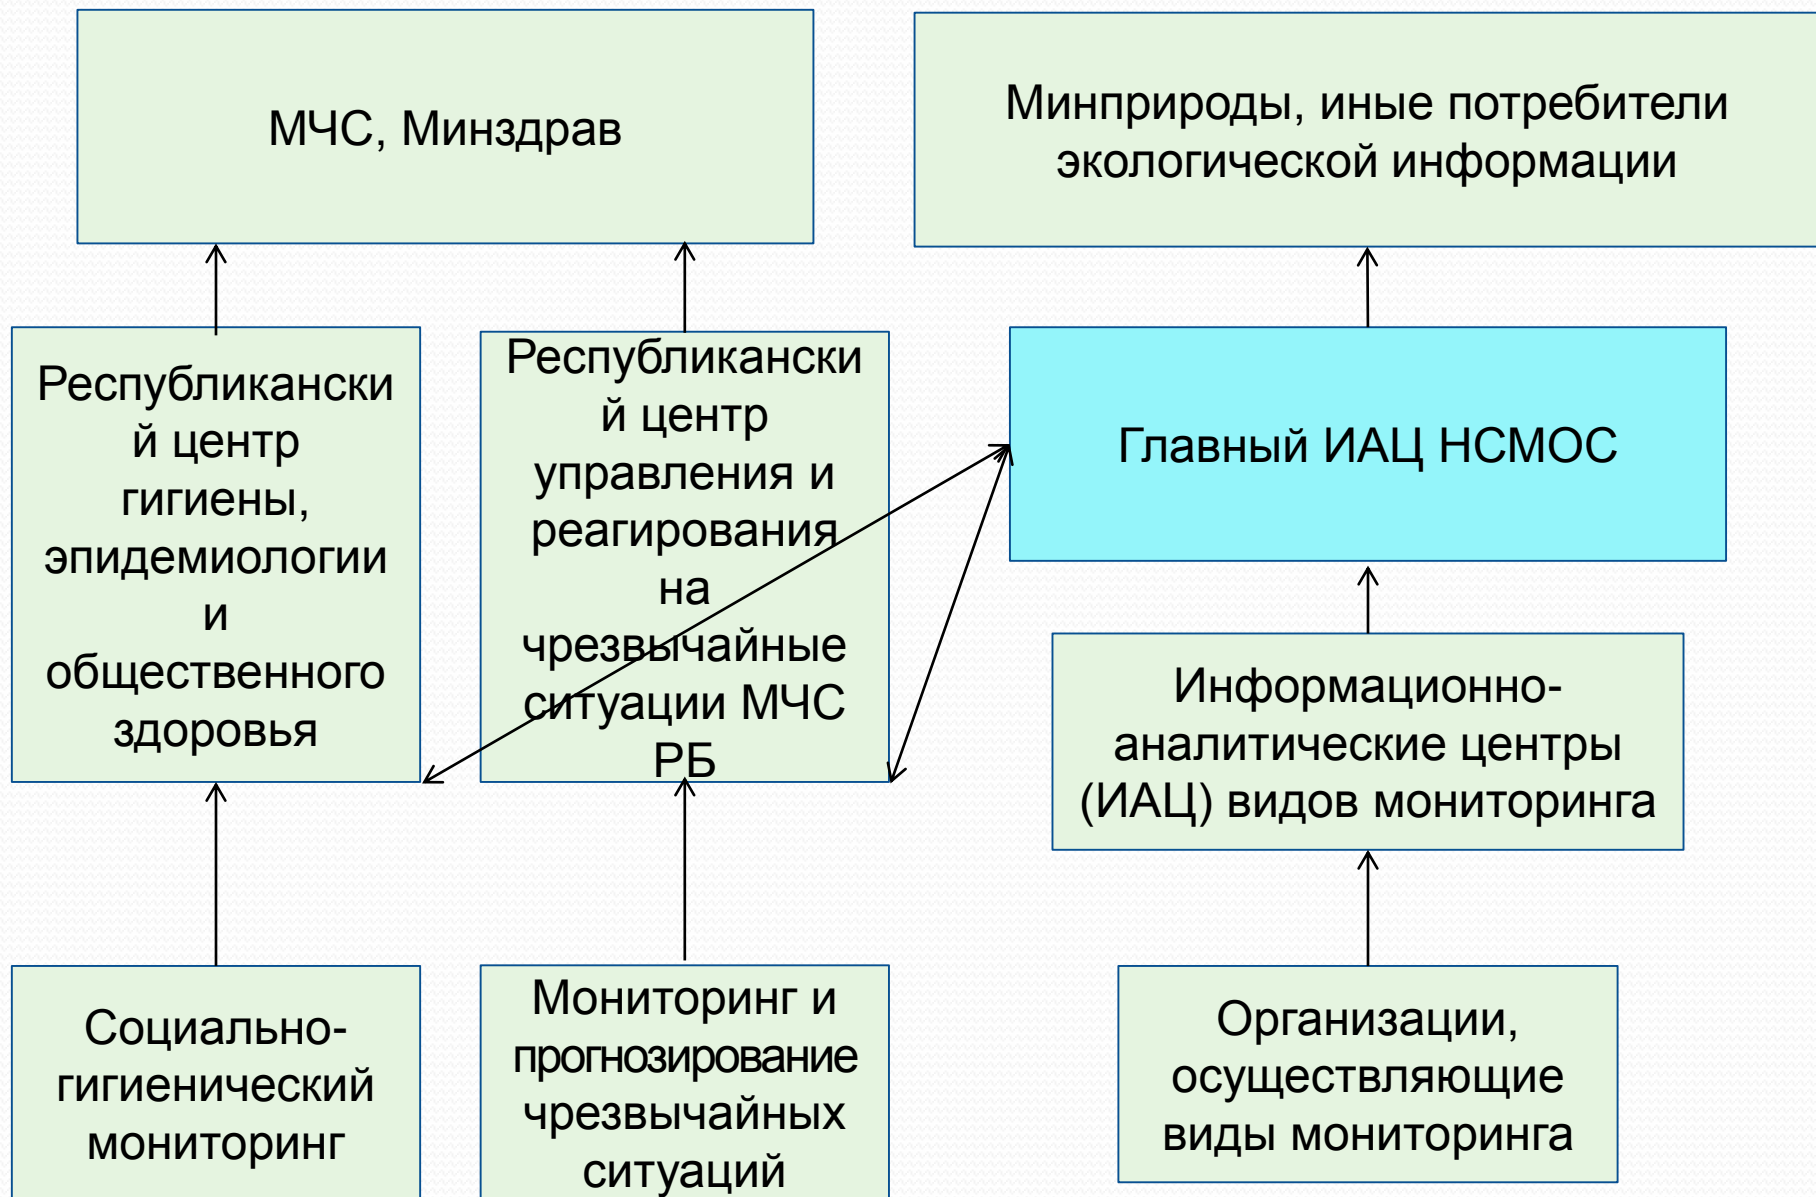 МЧС, Минздрав
Минприроды, иные потребители
экологической информации
Республикански
й центр
гигиены,
эпидемиологии
и
общественного
здоровья
Республикански
й центр
управления и
реагирования
на
чрезвычайные
ситуации МЧС
РБ
Главный ИАЦ НСМОС
Информационно-
аналитические центры
(ИАЦ) видов мониторинга
Социально-
гигиенический
мониторинг
Мониторинг и
прогнозирование
чрезвычайных
ситуаций
Организации,
осуществляющие
виды мониторинга